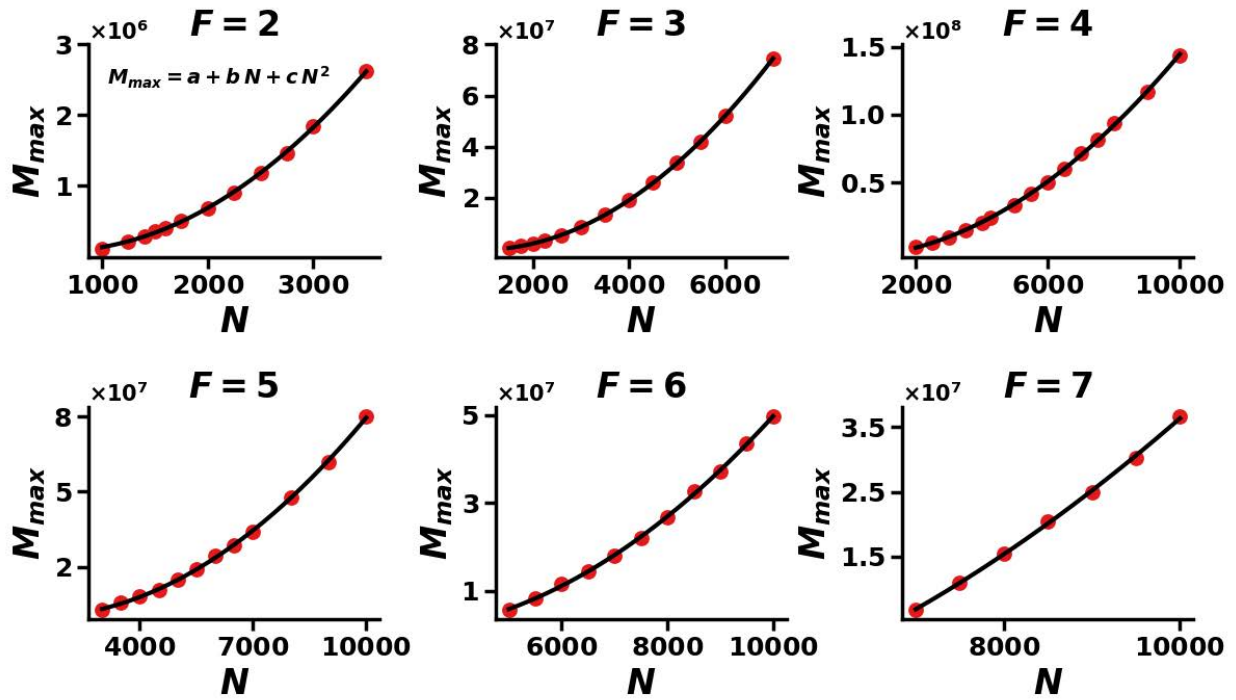 F = 2
×10⁶
M_max = a + b N + c N²
3
2
1
M_max
1000 2000 3000
N
F = 3
×10⁷
8
6
4
2
M_max
2000 4000 6000
N
F = 4
×10⁸
1.5
1.0
0.5
M_max
2000 6000 10000
N
F = 5
×10⁷
8
5
2
M_max
4000 7000 10000
N
F = 6
×10⁷
5
3
1
M_max
6000 8000 10000
N
F = 7
×10⁷
3.5
2.5
1.5
M_max
8000 10000
N